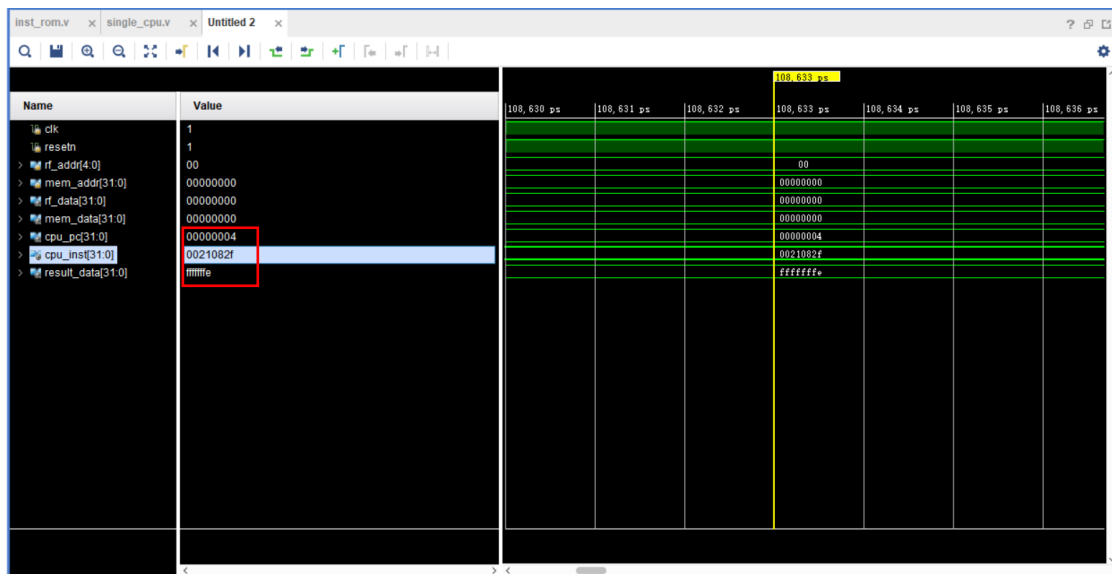 inst_rom.v × single_cpu.v × Untitled 2 ×
108,633 ps
Name Value
108,630 ps 108,631 ps 108,632 ps 108,633 ps 108,634 ps 108,635 ps 108,636 ps
clk 1
resetn 1
rf_addr[4:0] 00 00
mem_addr[31:0] 00000000 00000000
rf_data[31:0] 00000000 00000000
mem_data[31:0] 00000000 00000000
cpu_pc[31:0] 00000004 00000004
cpu_inst[31:0] 0021082f 0021082f
result_data[31:0] fffffffe fffffffe